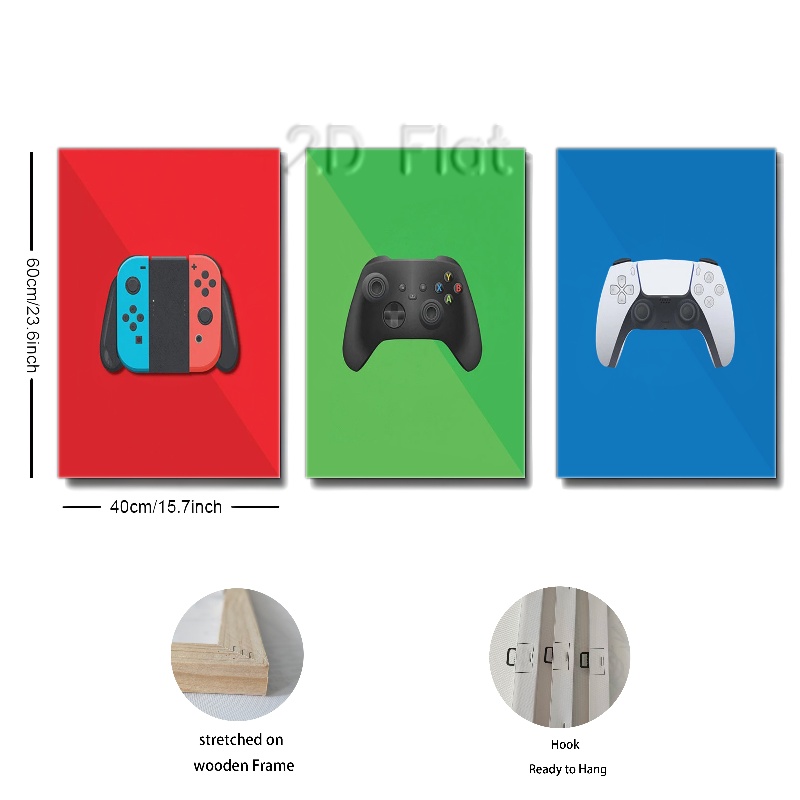 2D Flat
60cm/23.6inch
Y
X B
A
40cm/15.7inch
stretched on
wooden Frame
Hook
Ready to Hang